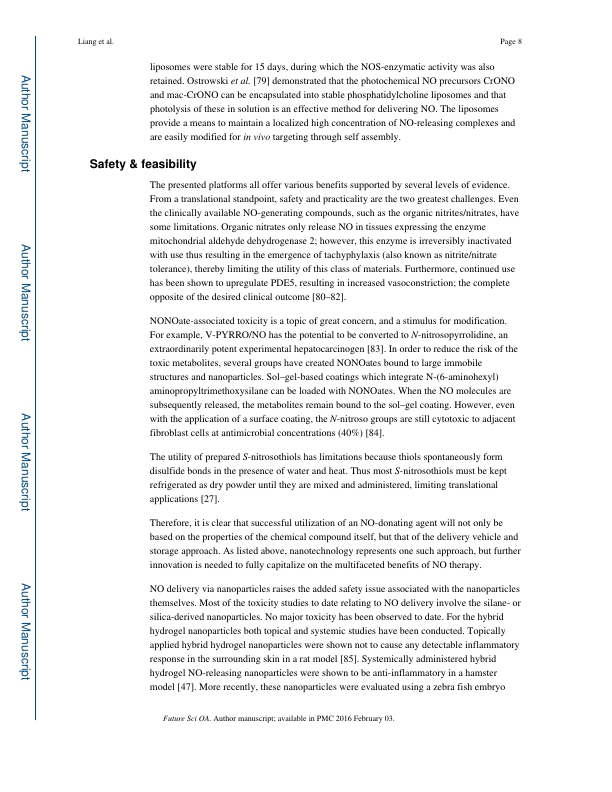 Liang et al.
Page 8
liposomes were stable for 15 days, during which the NOS-enzymatic activity was also
retained. Ostrowski et al. [79] demonstrated that the photochemical NO precursors CrONO
and mac-CrONO can be encapsulated into stable phosphatidylcholine liposomes and that
photolysis of these in solution is an effective method for delivering NO. The liposomes
provide a means to maintain a localized high concentration of NO-releasing complexes and
are easily modified for in vivo targeting through self assembly.
Safety & feasibility
The presented platforms all offer various benefits supported by several levels of evidence.
From a translational standpoint, safety and practicality are the two greatest challenges. Even
the clinically available NO-generating compounds, such as the organic nitrites/nitrates, have
some limitations. Organic nitrates only release NO in tissues expressing the enzyme
mitochondrial aldehyde dehydrogenase 2; however, this enzyme is irreversibly inactivated
with use thus resulting in the emergence of tachyphylaxis (also known as nitrite/nitrate
tolerance), thereby limiting the utility of this class of materials. Furthermore, continued use
has been shown to upregulate PDE5, resulting in increased vasoconstriction; the complete
opposite of the desired clinical outcome [80–82].
NONOate-associated toxicity is a topic of great concern, and a stimulus for modification.
For example, V-PYRRO/NO has the potential to be converted to N-nitrosopyrrolidine, an
extraordinarily potent experimental hepatocarcinogen [83]. In order to reduce the risk of the
toxic metabolites, several groups have created NONOates bound to large immobile
structures and nanoparticles. Sol–gel-based coatings which integrate N-(6-aminohexyl)
aminopropyltrimethoxysilane can be loaded with NONOates. When the NO molecules are
subsequently released, the metabolites remain bound to the sol–gel coating. However, even
with the application of a surface coating, the N-nitroso groups are still cytotoxic to adjacent
fibroblast cells at antimicrobial concentrations (40%) [84].
The utility of prepared S-nitrosothiols has limitations because thiols spontaneously form
disulfide bonds in the presence of water and heat. Thus most S-nitrosothiols must be kept
refrigerated as dry powder until they are mixed and administered, limiting translational
applications [27].
Therefore, it is clear that successful utilization of an NO-donating agent will not only be
based on the properties of the chemical compound itself, but that of the delivery vehicle and
storage approach. As listed above, nanotechnology represents one such approach, but further
innovation is needed to fully capitalize on the multifaceted benefits of NO therapy.
NO delivery via nanoparticles raises the added safety issue associated with the nanoparticles
themselves. Most of the toxicity studies to date relating to NO delivery involve the silane- or
silica-derived nanoparticles. No major toxicity has been observed to date. For the hybrid
hydrogel nanoparticles both topical and systemic studies have been conducted. Topically
applied hybrid hydrogel nanoparticles were shown not to cause any detectable inflammatory
response in the surrounding skin in a rat model [85]. Systemically administered hybrid
hydrogel NO-releasing nanoparticles were shown to be anti-inflammatory in a hamster
model [47]. More recently, these nanoparticles were evaluated using a zebra fish embryo
Future Sci OA. Author manuscript; available in PMC 2016 February 03.
Author Manuscript
Author Manuscript
Author Manuscript
Author Manuscript